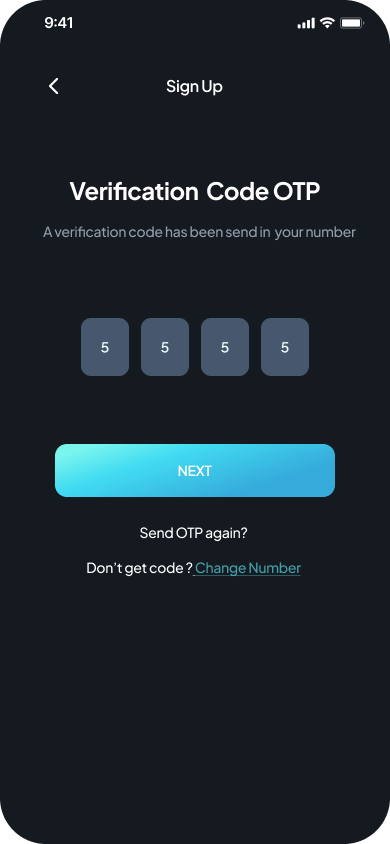 9:41
Sign Up
Verification Code OTP
A verification code has been send in your number
5 5 5 5
NEXT
Send OTP again?
Don't get code ? Change Number